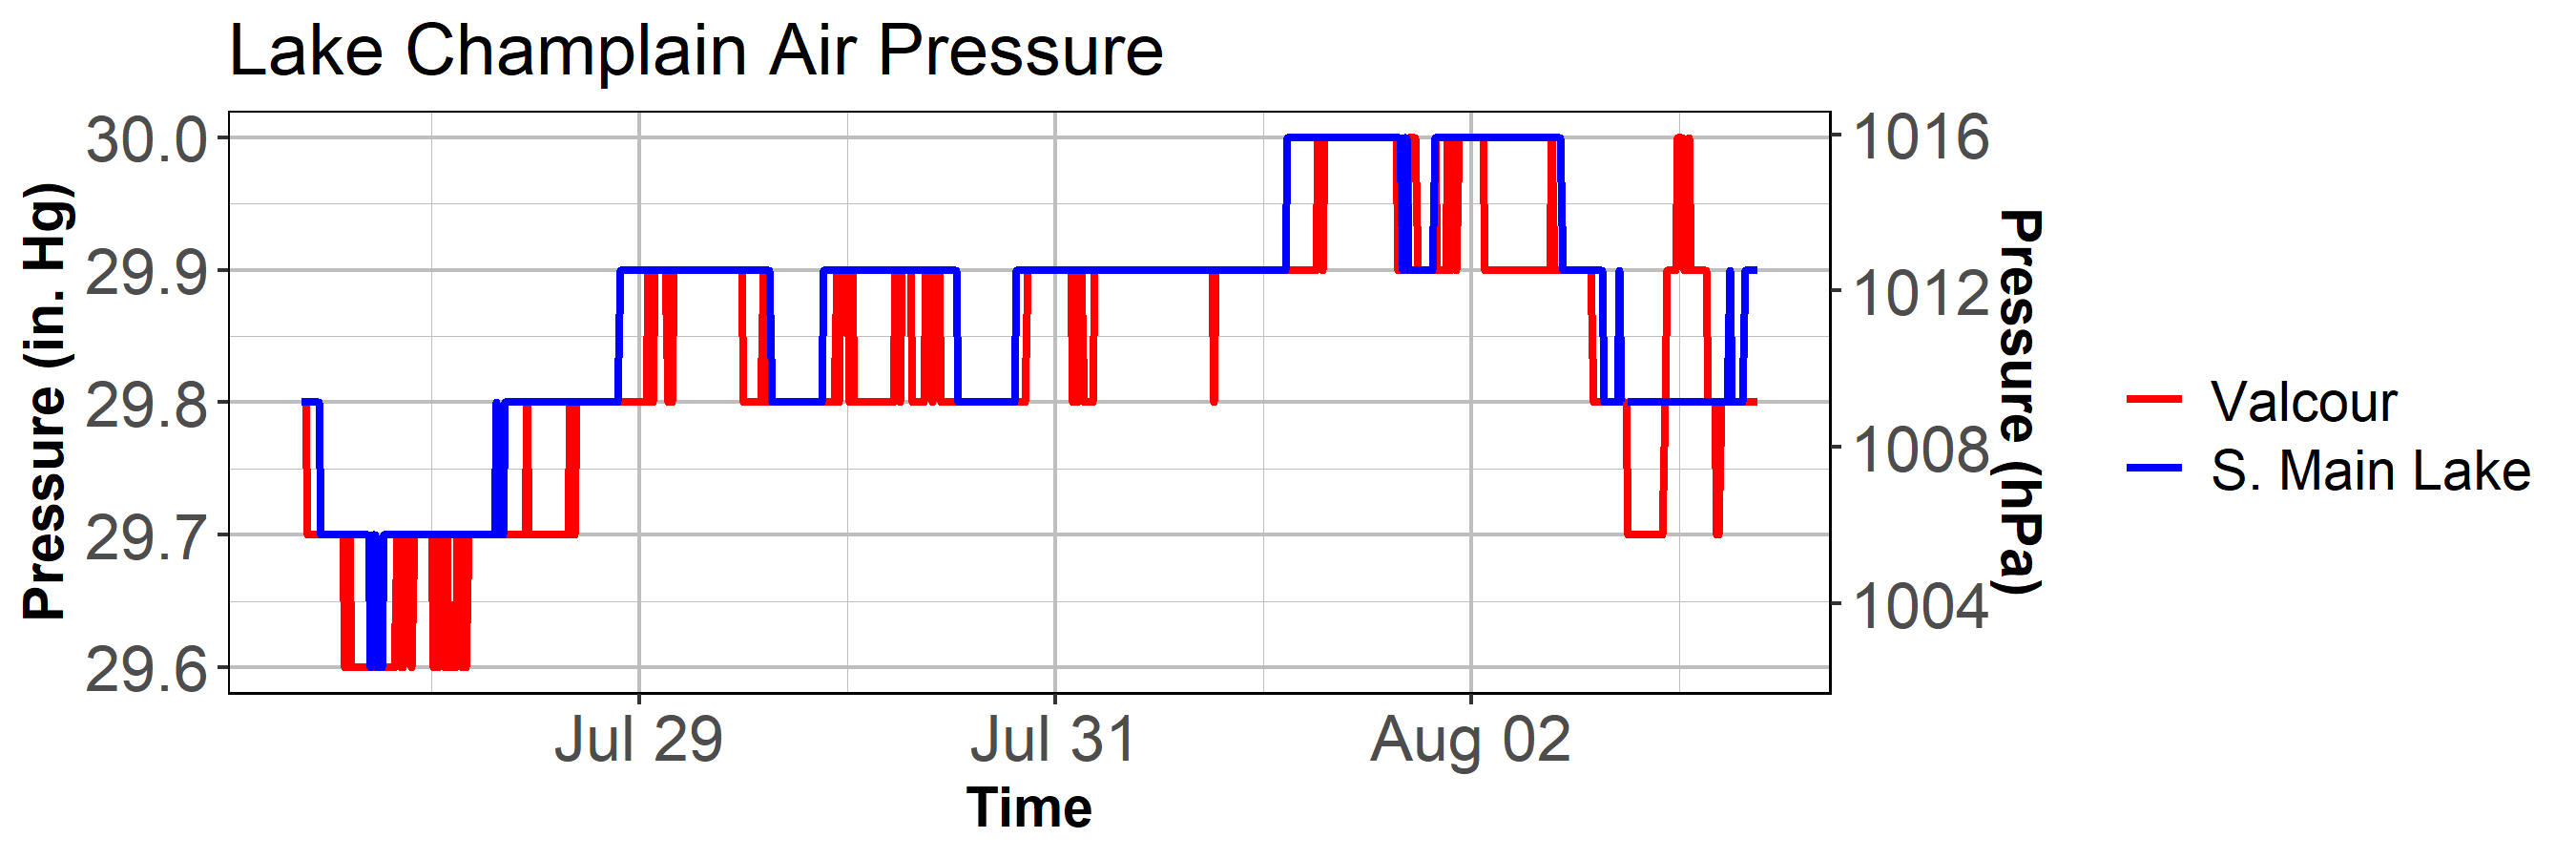 Lake Champlain Air Pressure
Pressure (in. Hg)
30.0
29.9
29.8
29.7
29.6
1016
1012
1008
1004
Pressure (hPa)
Jul 29
Jul 31
Aug 02
Time
Valcour
S. Main Lake